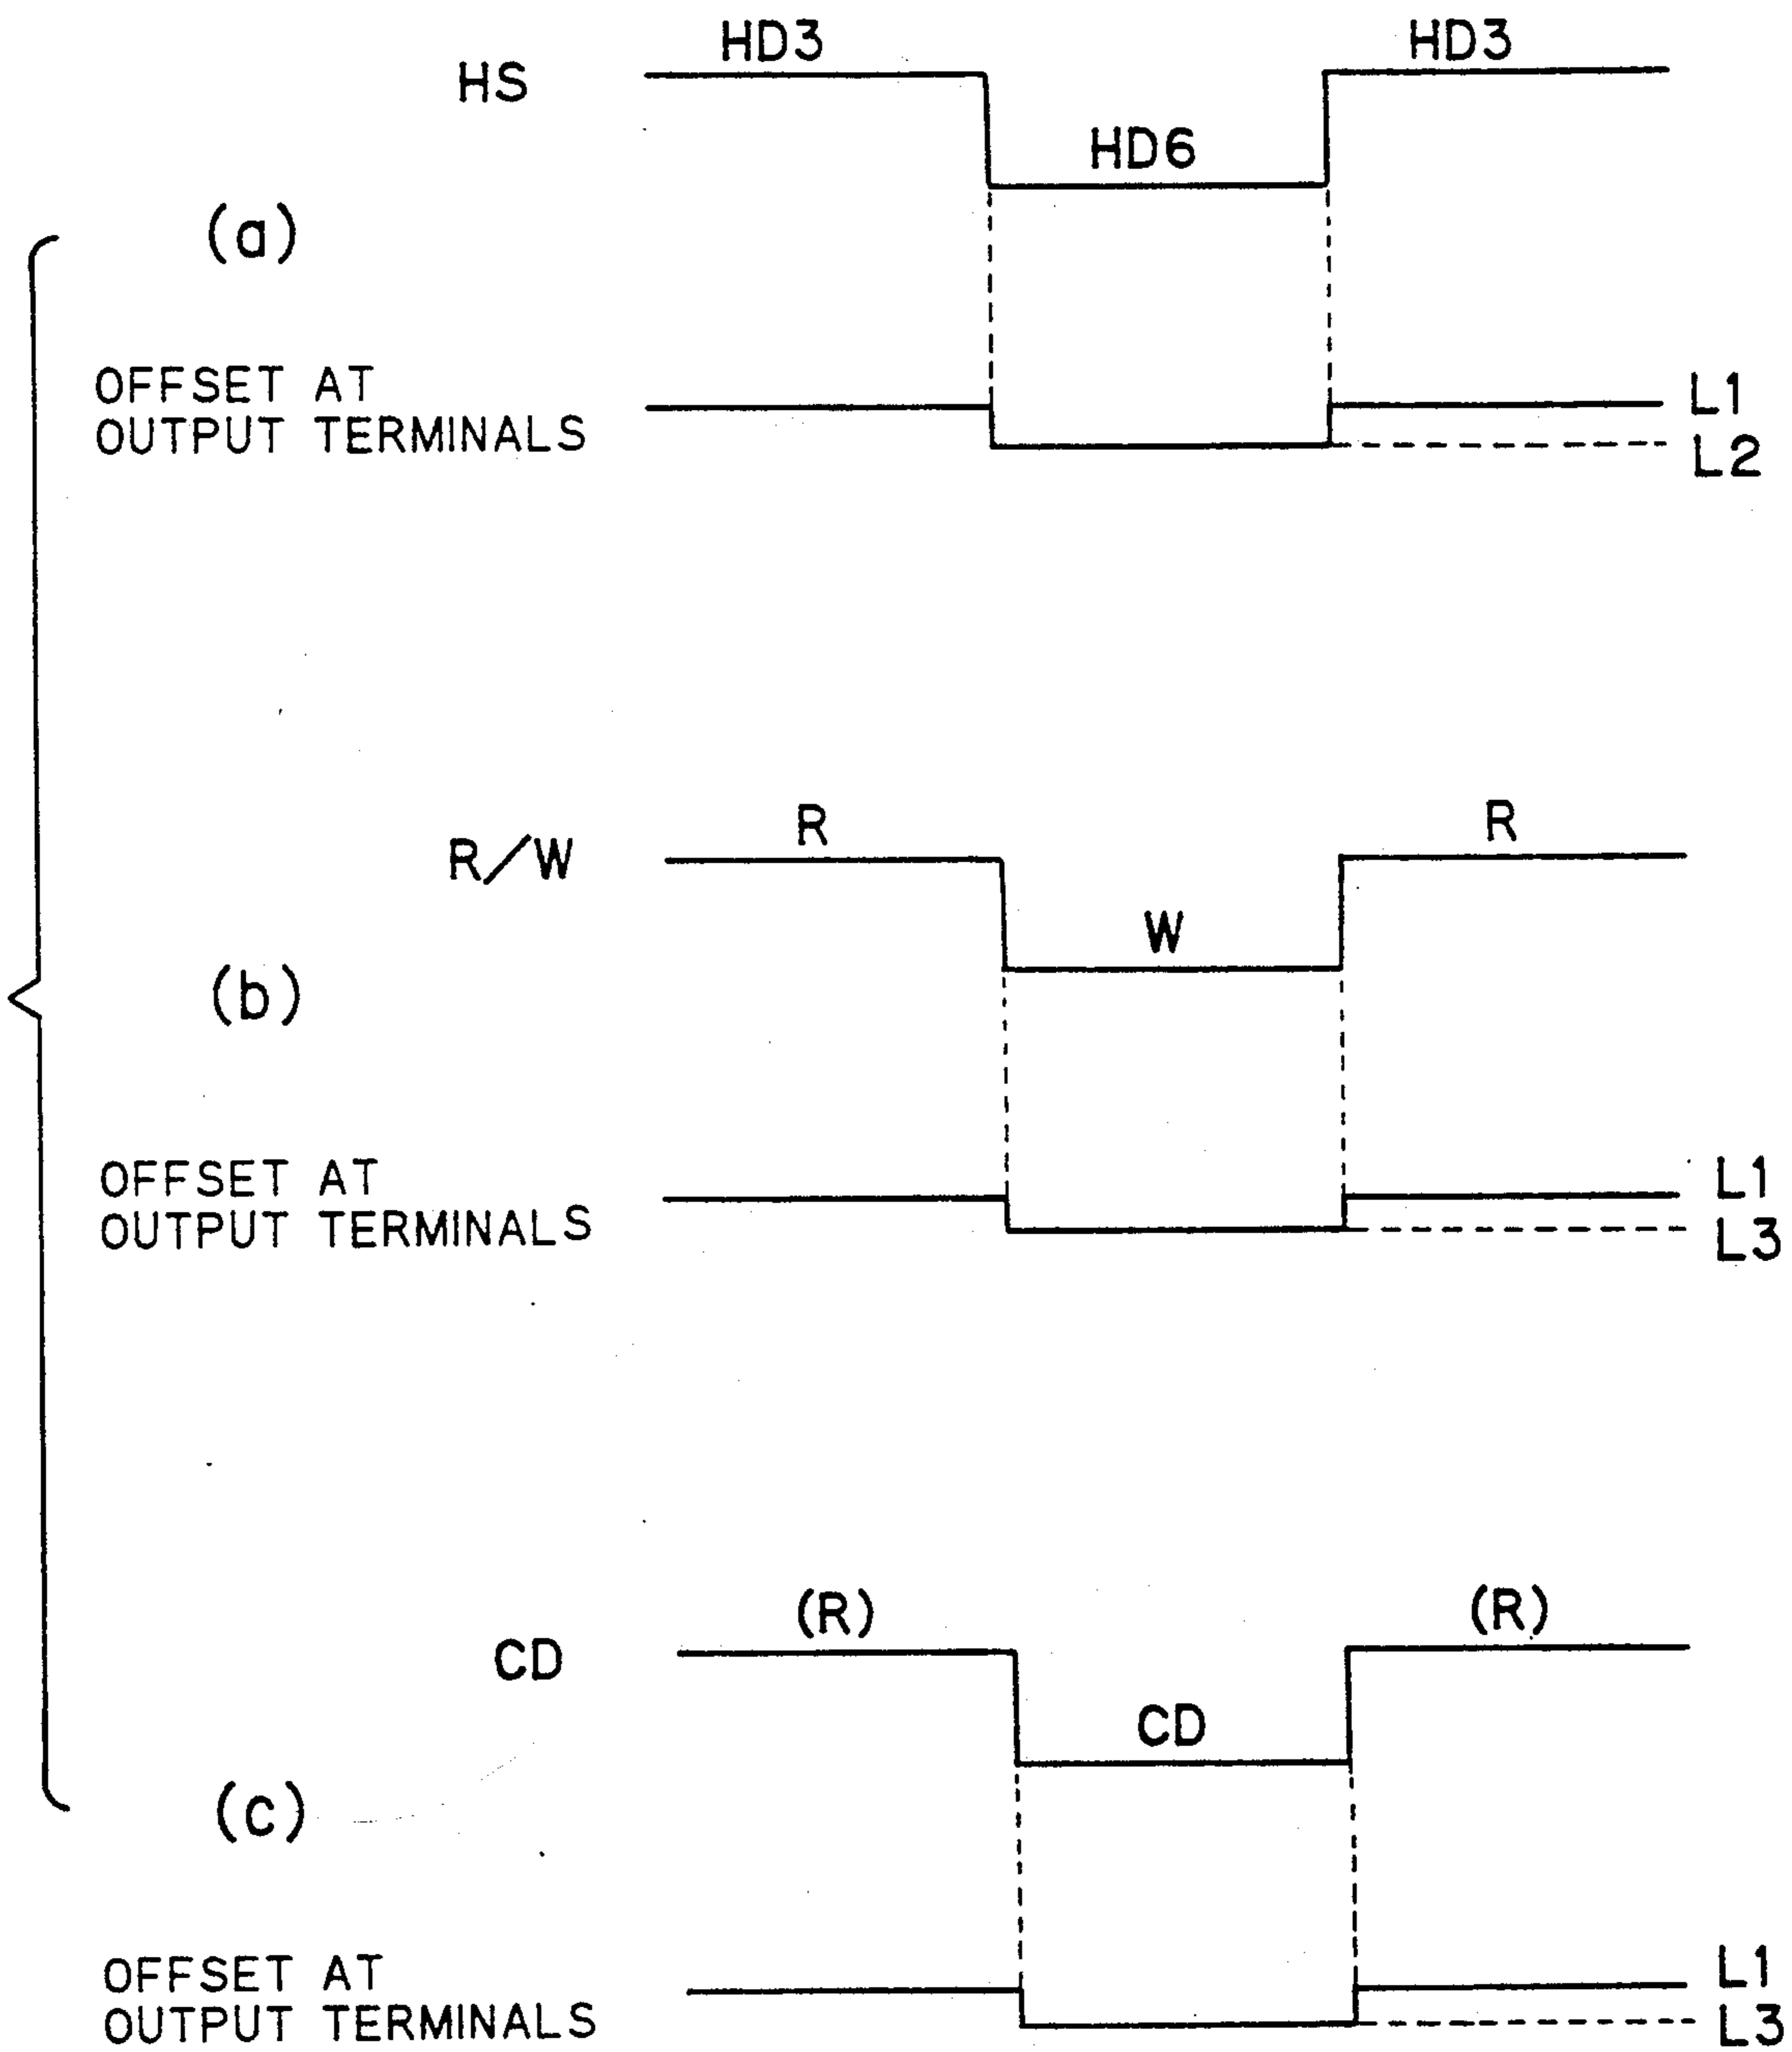 HD3 HD3
HS
HD6
(a)
OFFSET AT
OUTPUT TERMINALS
L1
L2
R R
R/W
W
(b)
OFFSET AT
OUTPUT TERMINALS
L1
L3
(R) (R)
CD
CD
(c)
OFFSET AT
OUTPUT TERMINALS
L1
L3